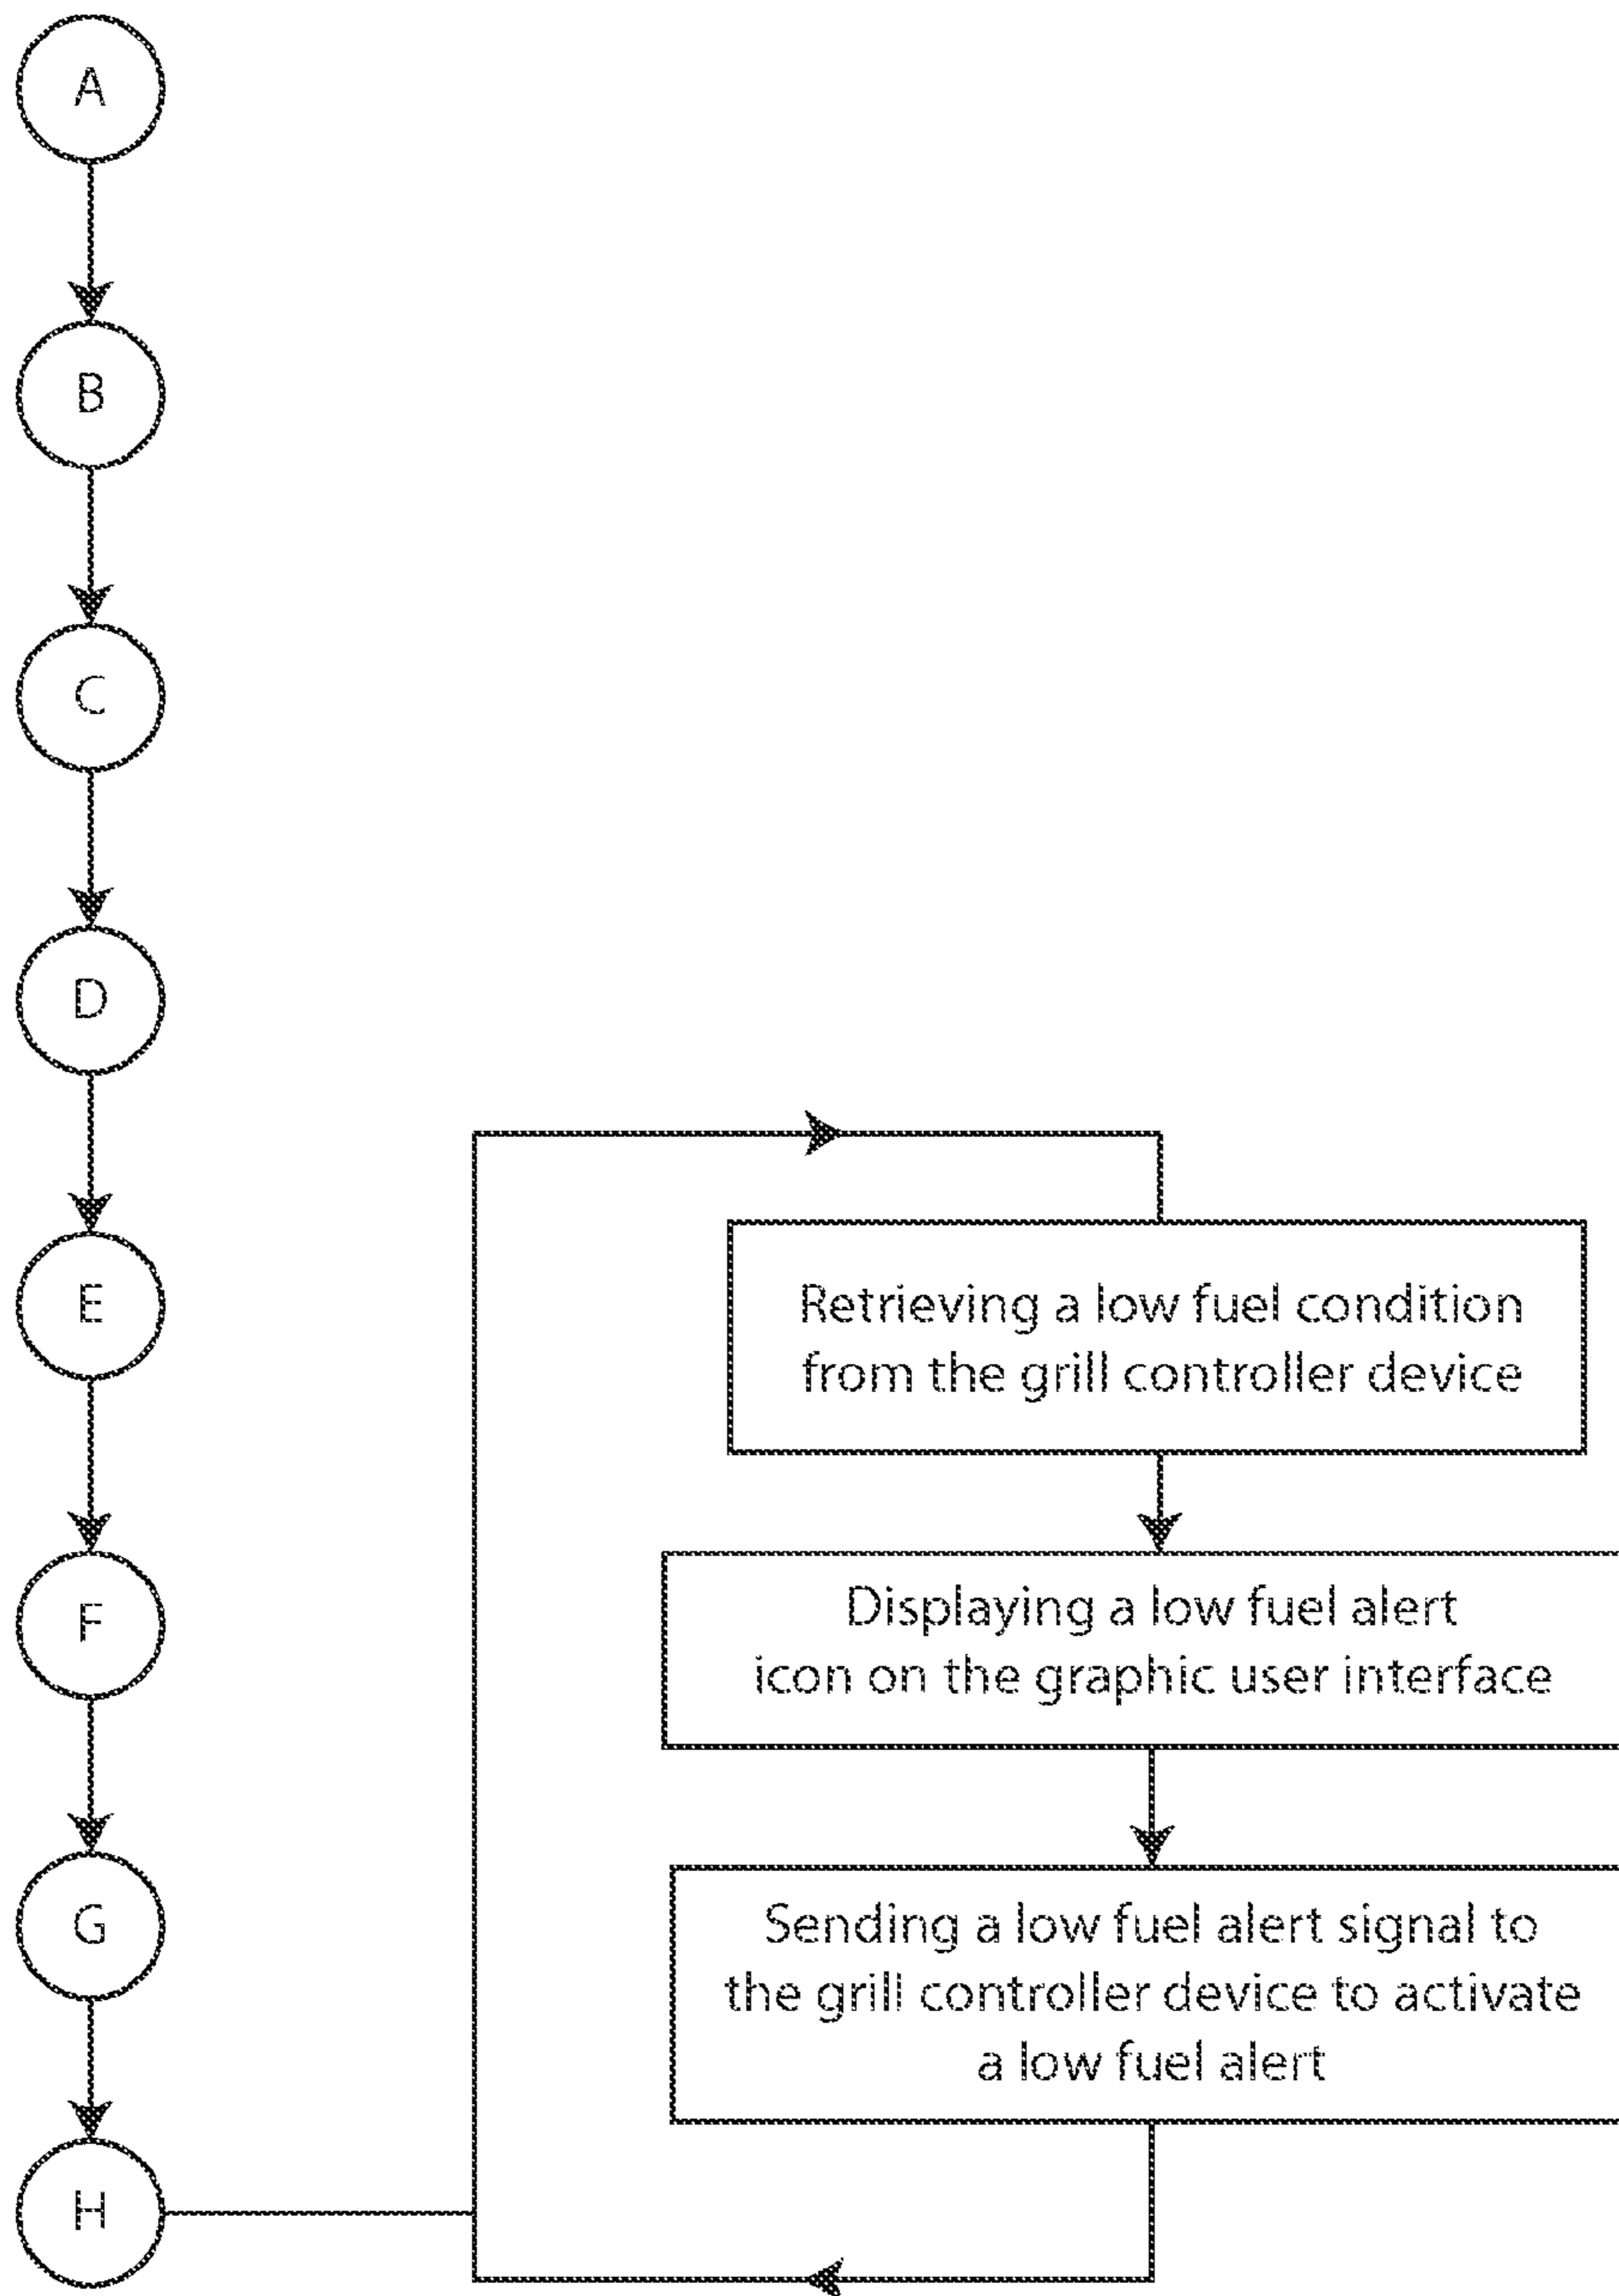 A
B
C
D
E
F
G
H
Retrieving a low fuel condition
from the grill controller device
Displaying a low fuel alert
icon on the graphic user interface
Sending a low fuel alert signal to
the grill controller device to activate
a low fuel alert